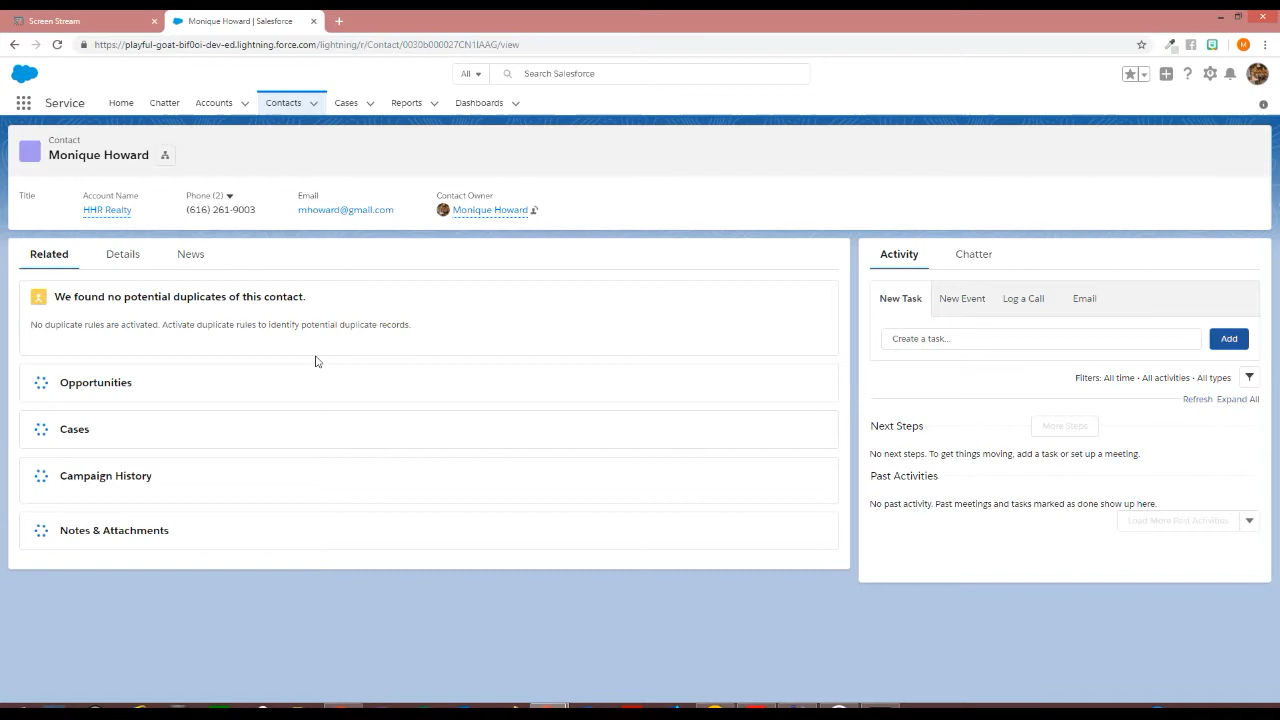 Screen Stream
Monique Howard | Salesforce
https://playful-goat-bif0oi-dev-ed.lightning.force.com/lightning/r/Contact/0030b000027CN1IAAG/view
M
All
Search Salesforce
Service
Home
Chatter
Accounts
Contacts
Cases
Reports
Dashboards
Contact
Monique Howard
Title
Account Name
HHR Realty
Phone (2)
(616) 261-9003
Email
mhoward@gmail.com
Contact Owner
Monique Howard
Related
Details
News
We found no potential duplicates of this contact.
No duplicate rules are activated. Activate duplicate rules to identify potential duplicate records.
Opportunities
Cases
Campaign History
Notes & Attachments
Activity
Chatter
New Task
New Event
Log a Call
Email
Create a task...
Add
Filters: All time • All activities • All types
Refresh Expand All
Next Steps
More Steps
No next steps. To get things moving, add a task or set up a meeting.
Past Activities
No past activity. Past meetings and tasks marked as done show up here.
Load More Past Activities